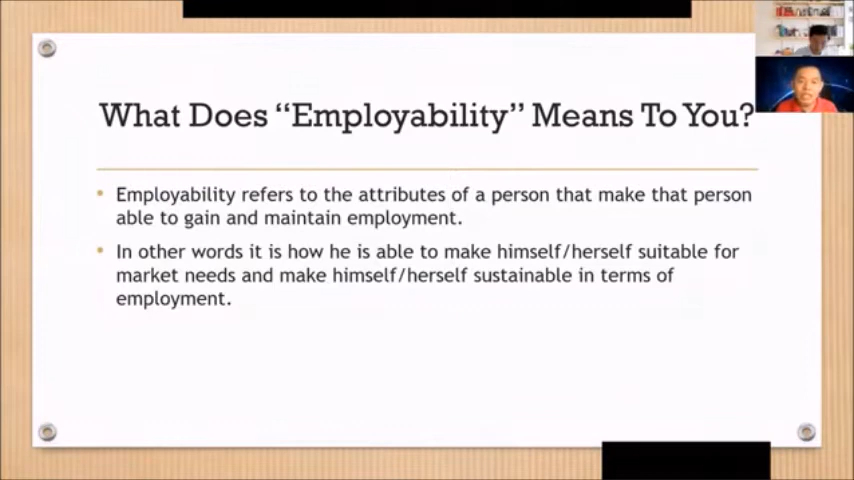 What Does “Employability” Means To You?
• Employability refers to the attributes of a person that make that person
able to gain and maintain employment.
• In other words it is how he is able to make himself/herself suitable for
market needs and make himself/herself sustainable in terms of
employment.